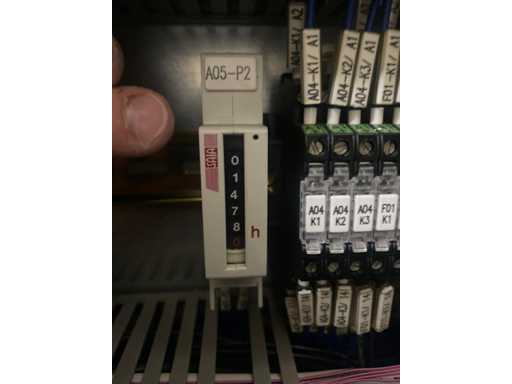 A05-P2
SAIA
0
1
4
7
8
0
h
A04-K1/ A1
A04-K2/ A1
A04-K3/ A1
F01-K1/
A04
K1
A04
K2
A04
K3
F01
K1